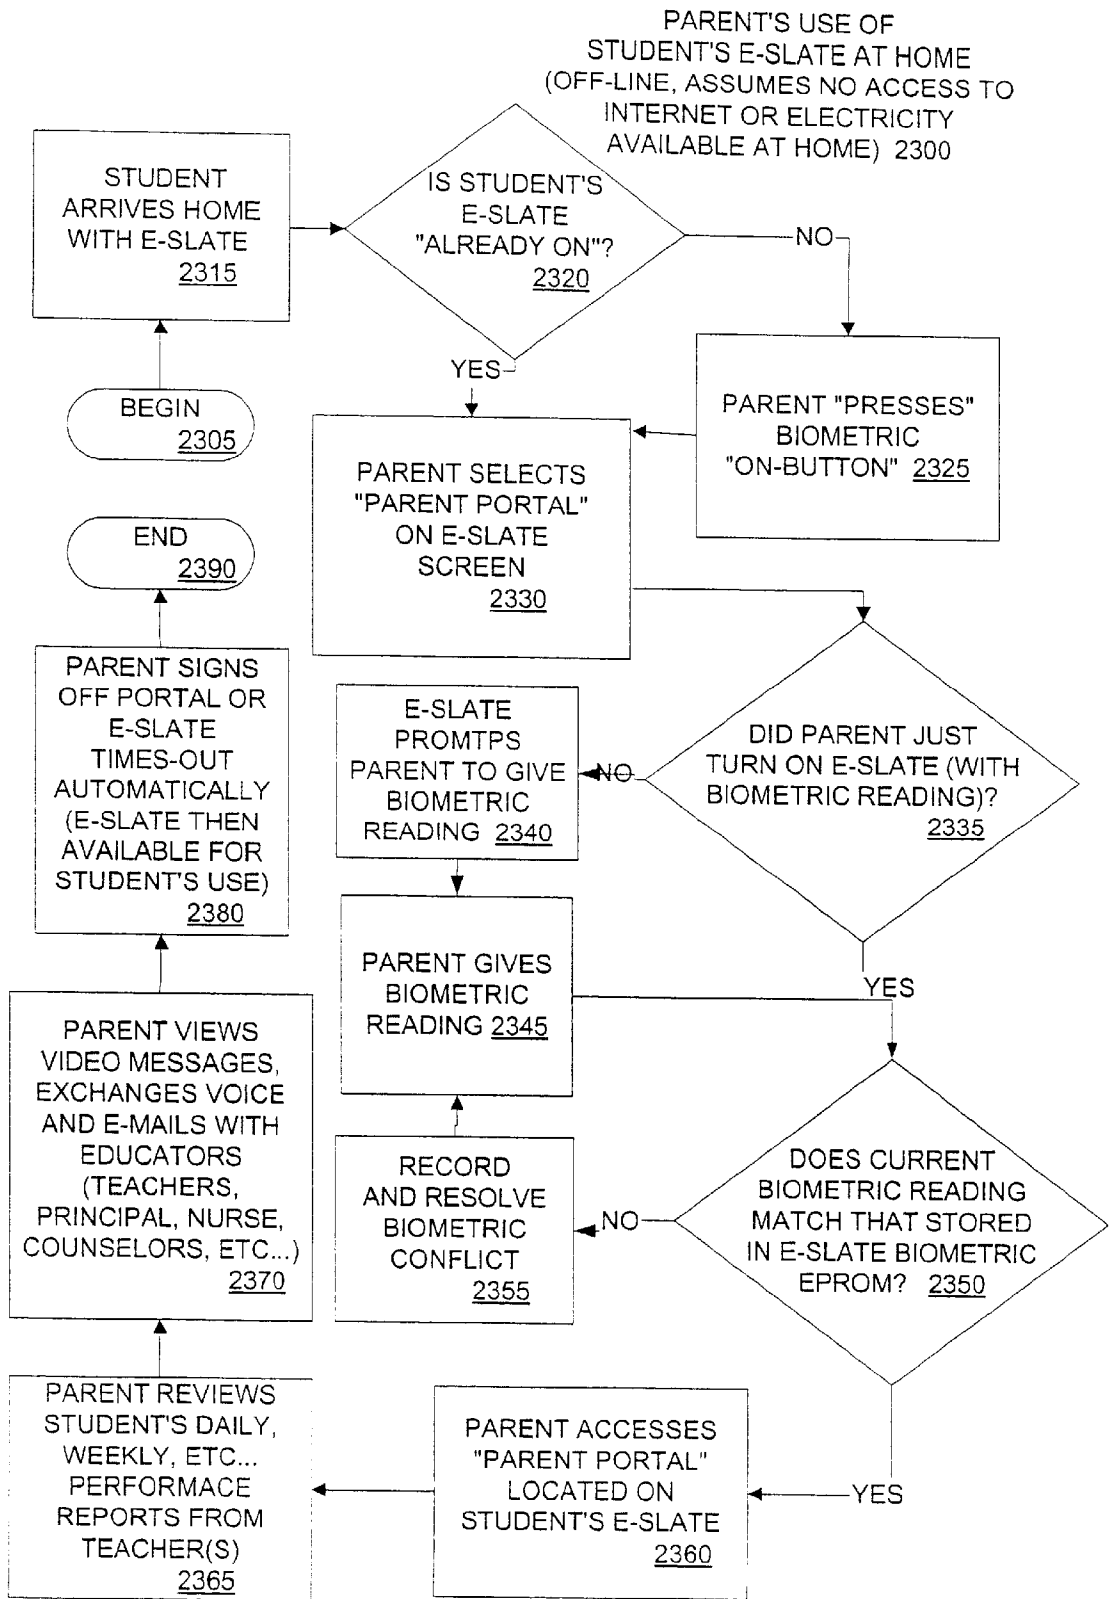 PARENT'S USE OF
STUDENT'S E-SLATE AT HOME
(OFF-LINE, ASSUMES NO ACCESS TO
INTERNET OR ELECTRICITY
AVAILABLE AT HOME) 2300
BEGIN
2305
STUDENT
ARRIVES HOME
WITH E-SLATE
2315
IS STUDENT'S
E-SLATE
"ALREADY ON"?
2320
NO
YES
PARENT "PRESSES"
BIOMETRIC
"ON-BUTTON" 2325
PARENT SELECTS
"PARENT PORTAL"
ON E-SLATE
SCREEN
2330
DID PARENT JUST
TURN ON E-SLATE (WITH
BIOMETRIC READING)?
2335
NO
YES
E-SLATE
PROMTPS
PARENT TO GIVE
BIOMETRIC
READING 2340
PARENT GIVES
BIOMETRIC
READING 2345
DOES CURRENT
BIOMETRIC READING
MATCH THAT STORED
IN E-SLATE BIOMETRIC
EPROM? 2350
NO
YES
RECORD
AND RESOLVE
BIOMETRIC
CONFLICT
2355
PARENT ACCESSES
"PARENT PORTAL"
LOCATED ON
STUDENT'S E-SLATE
2360
PARENT REVIEWS
STUDENT'S DAILY,
WEEKLY, ETC...
PERFORMACE
REPORTS FROM
TEACHER(S)
2365
PARENT VIEWS
VIDEO MESSAGES,
EXCHANGES VOICE
AND E-MAILS WITH
EDUCATORS
(TEACHERS,
PRINCIPAL, NURSE,
COUNSELORS, ETC...)
2370
PARENT SIGNS
OFF PORTAL OR
E-SLATE
TIMES-OUT
AUTOMATICALLY
(E-SLATE THEN
AVAILABLE FOR
STUDENT'S USE)
2380
END
2390